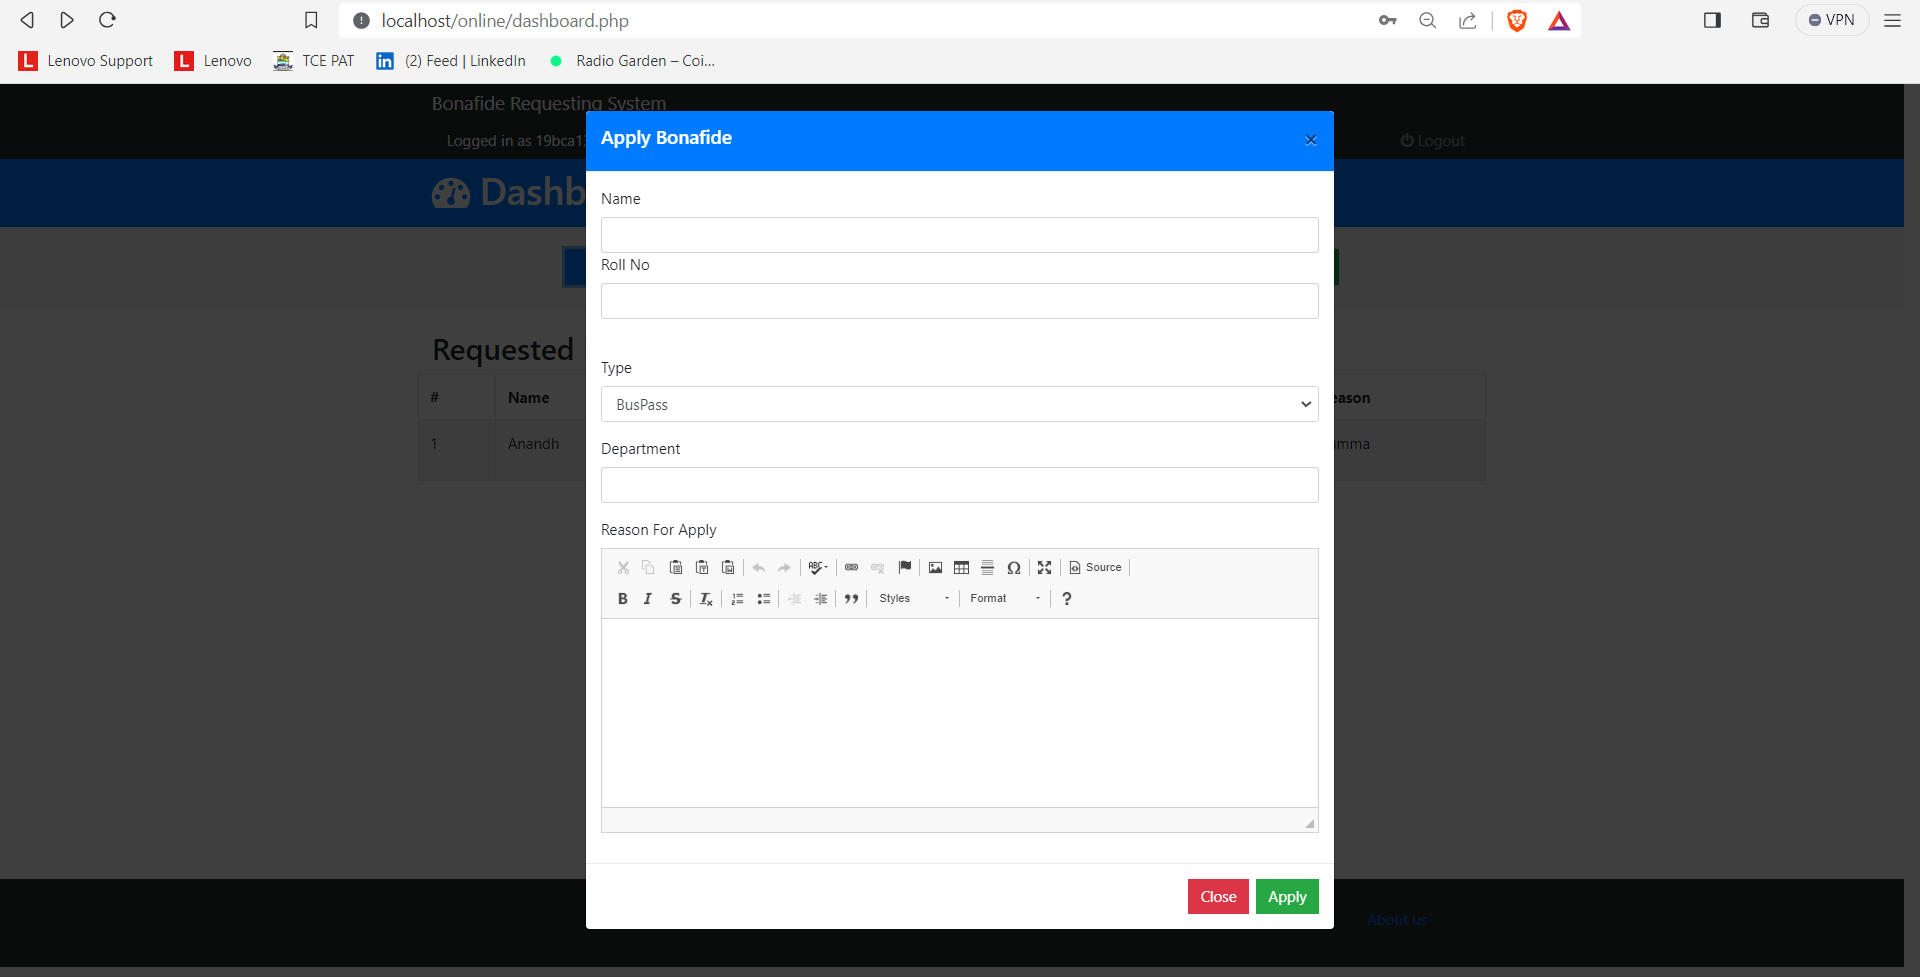 localhost/online/dashboard.php
VPN
Lenovo Support
Lenovo
TCE PAT
(2) Feed | LinkedIn
Radio Garden – Coi...
Bonafide Requesting System
Logged in as 19bca1
Logout
Dashb
Apply Bonafide
×
Name
Roll No
Type
BusPass
Department
Reason For Apply
ABC
Source
B I S Tx
Styles
Format
?
Requested
# Name eason
1 Anandh mma
Close
Apply
About us